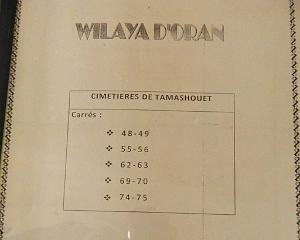 WILAYA D'ORAN
CIMETIERES DE TAMASHOUET
Carrés :
❖ 48-49
❖ 55-56
❖ 62-63
❖ 69-70
❖ 74-75